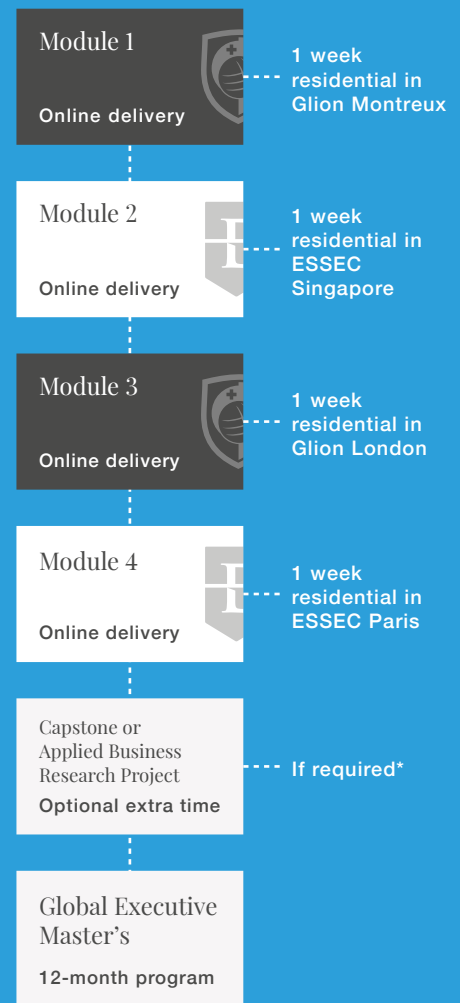 Module 1
Online delivery
1 week
residential in
Glion Montreux
Module 2
Online delivery
1 week
residential in
ESSEC
Singapore
Module 3
Online delivery
1 week
residential in
Glion London
Module 4
Online delivery
1 week
residential in
ESSEC Paris
Capstone or
Applied Business
Research Project
Optional extra time
If required*
Global Executive
Master's
12-month program